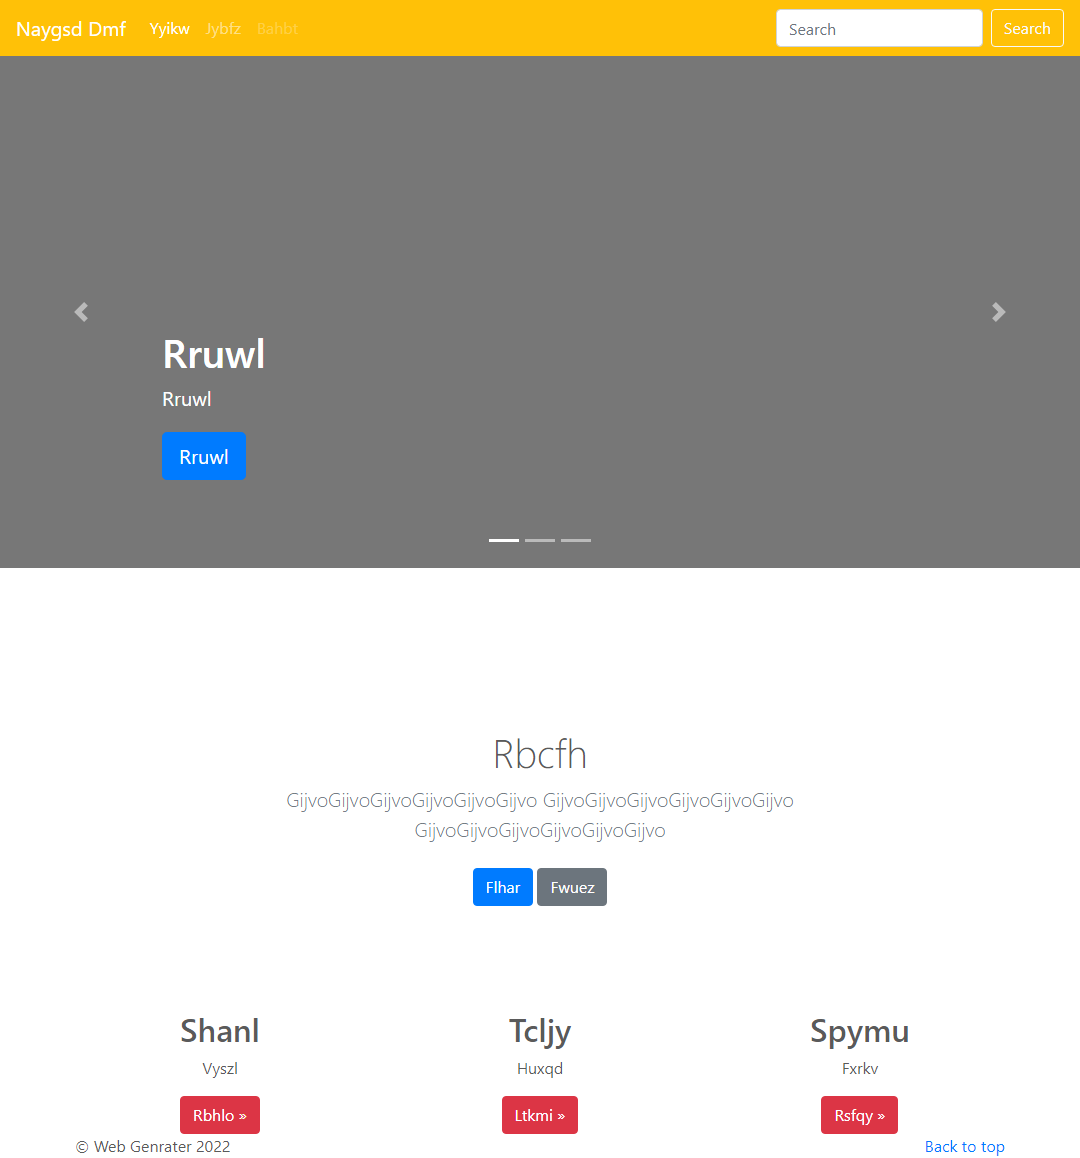 Naygsd Dmf Yyikw Jybfz Bahbt Search Search
Rruwl
Rruwl
Rruwl
Rbcfh
GijvoGijvoGijvoGijvoGijvoGijvo GijvoGijvoGijvoGijvoGijvoGijvo
GijvoGijvoGijvoGijvoGijvoGijvo
Flhar Fwuez
Shanl Tcljy Spymu
Vyszl Huxqd Fxrkv
Rbhlo » Ltkmi » Rsfqy »
© Web Genrater 2022 Back to top